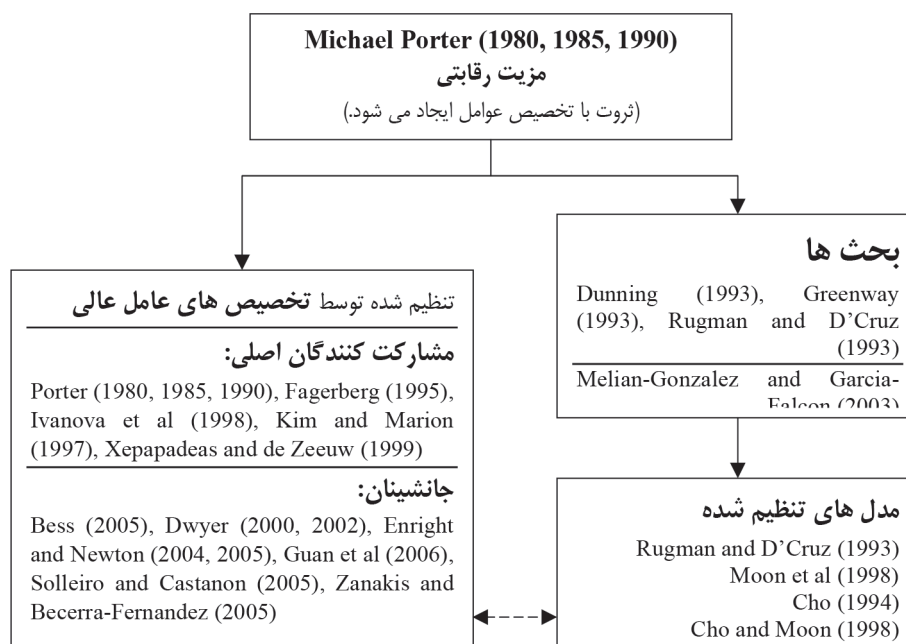 Michael Porter (1980, 1985, 1990)
مزیت رقابتی
(ثروت با تخصیص عوامل ایجاد می شود.)
بحث ها
Dunning (1993), Greenway
(1993), Rugman and D'Cruz
(1993)
Melian-Gonzalez and Garcia-
Falcon (2003)
تنظیم شده توسط تخصیص های عامل عالی
مشارکت کنندگان اصلی:
Porter (1980, 1985, 1990), Fagerberg (1995),
Ivanova et al (1998), Kim and Marion
(1997), Xepapadeas and de Zeeuw (1999)
جانشینان:
Bess (2005), Dwyer (2000, 2002), Enright
and Newton (2004, 2005), Guan et al (2006),
Solleiro and Castanon (2005), Zanakis and
Becerra-Fernandez (2005)
مدل های تنظیم شده
Rugman and D'Cruz (1993)
Moon et al (1998)
Cho (1994)
Cho and Moon (1998)